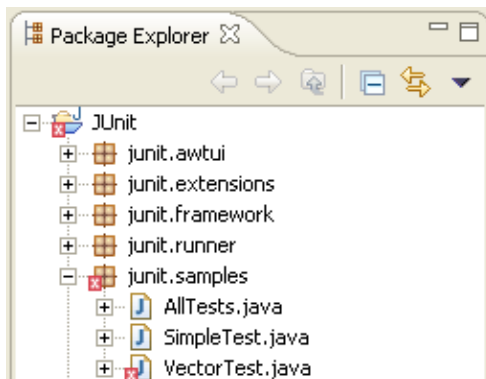 Package Explorer
JUnit
junit.awtui
junit.extensions
junit.framework
junit.runner
junit.samples
AllTests.java
SimpleTest.java
VectorTest.java